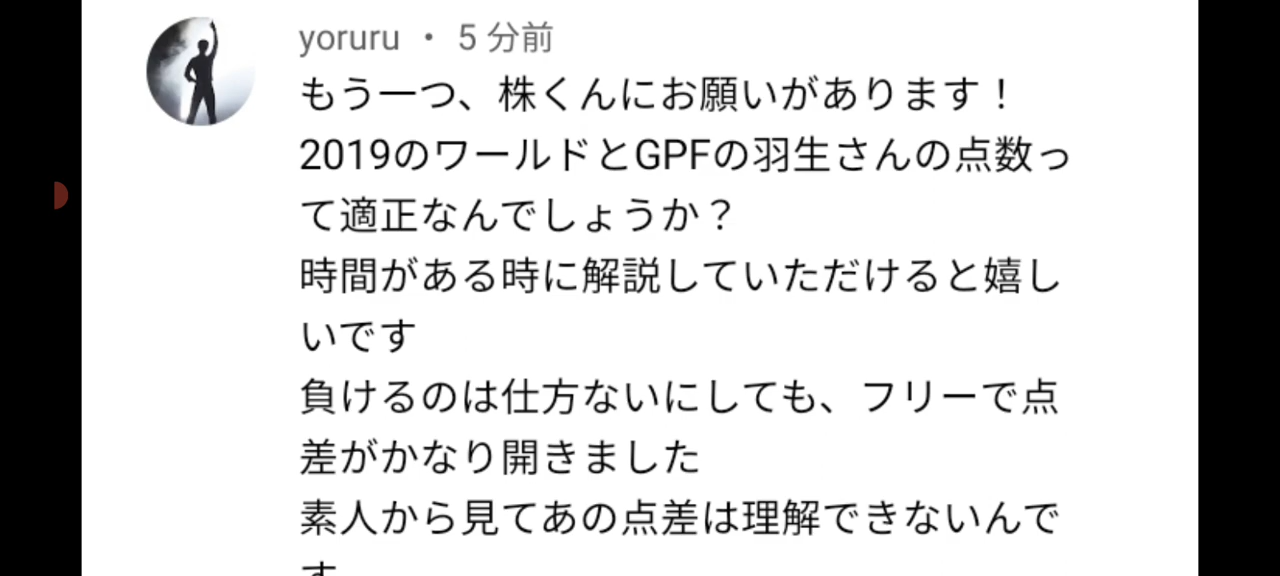 yoruru ・ 5 分前
もう一つ、株くんにお願いがあります！
2019のワールドとGPFの羽生さんの点数っ
て適正なんでしょうか？
時間がある時に解説していただけると嬉し
いです
負けるのは仕方ないにしても、フリーで点
差がかなり開きました
素人から見てあの点差は理解できないんで
す